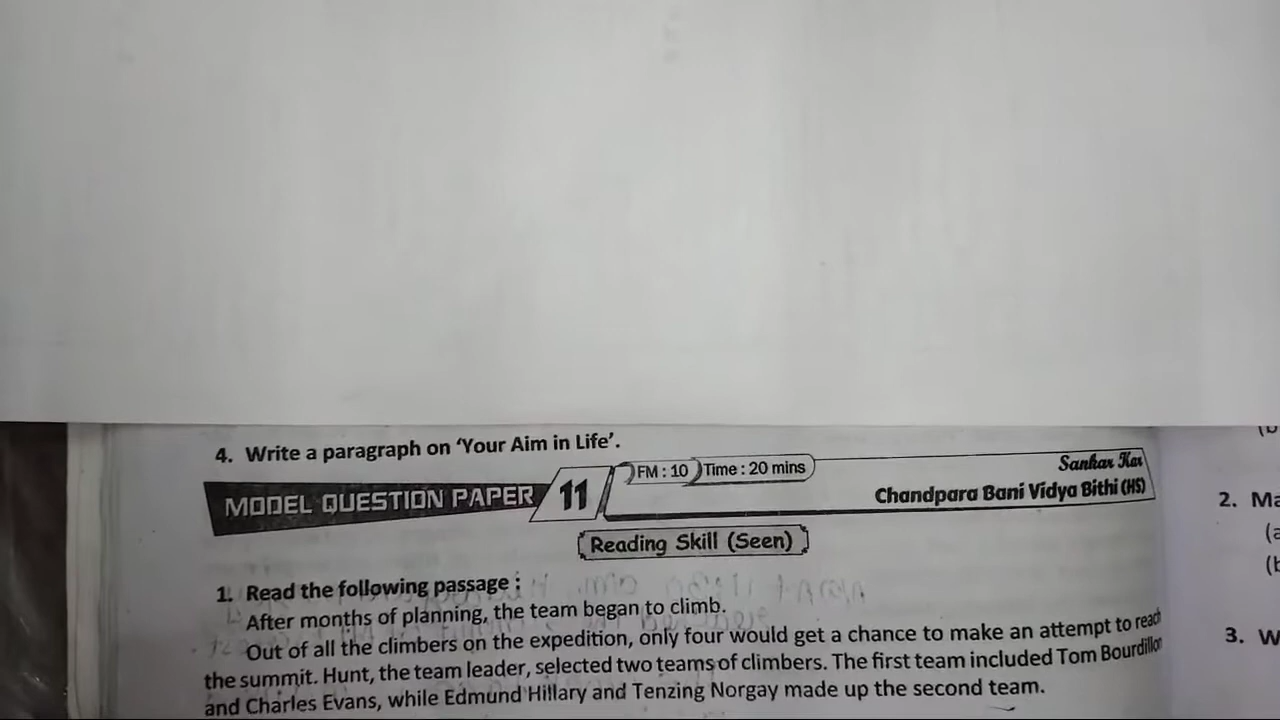 4. Write a paragraph on ‘Your Aim in Life’.
MODEL QUESTION PAPER 11
FM : 10 Time : 20 mins
Sankar Kar
Chandpara Bani Vidya Bithi (HS)
Reading Skill (Seen)
1. Read the following passage :
After months of planning, the team began to climb.
Out of all the climbers on the expedition, only four would get a chance to make an attempt to reach
the summit. Hunt, the team leader, selected two teams of climbers. The first team included Tom Bourdillon
and Charles Evans, while Edmund Hillary and Tenzing Norgay made up the second team.
2. Ma
3. W